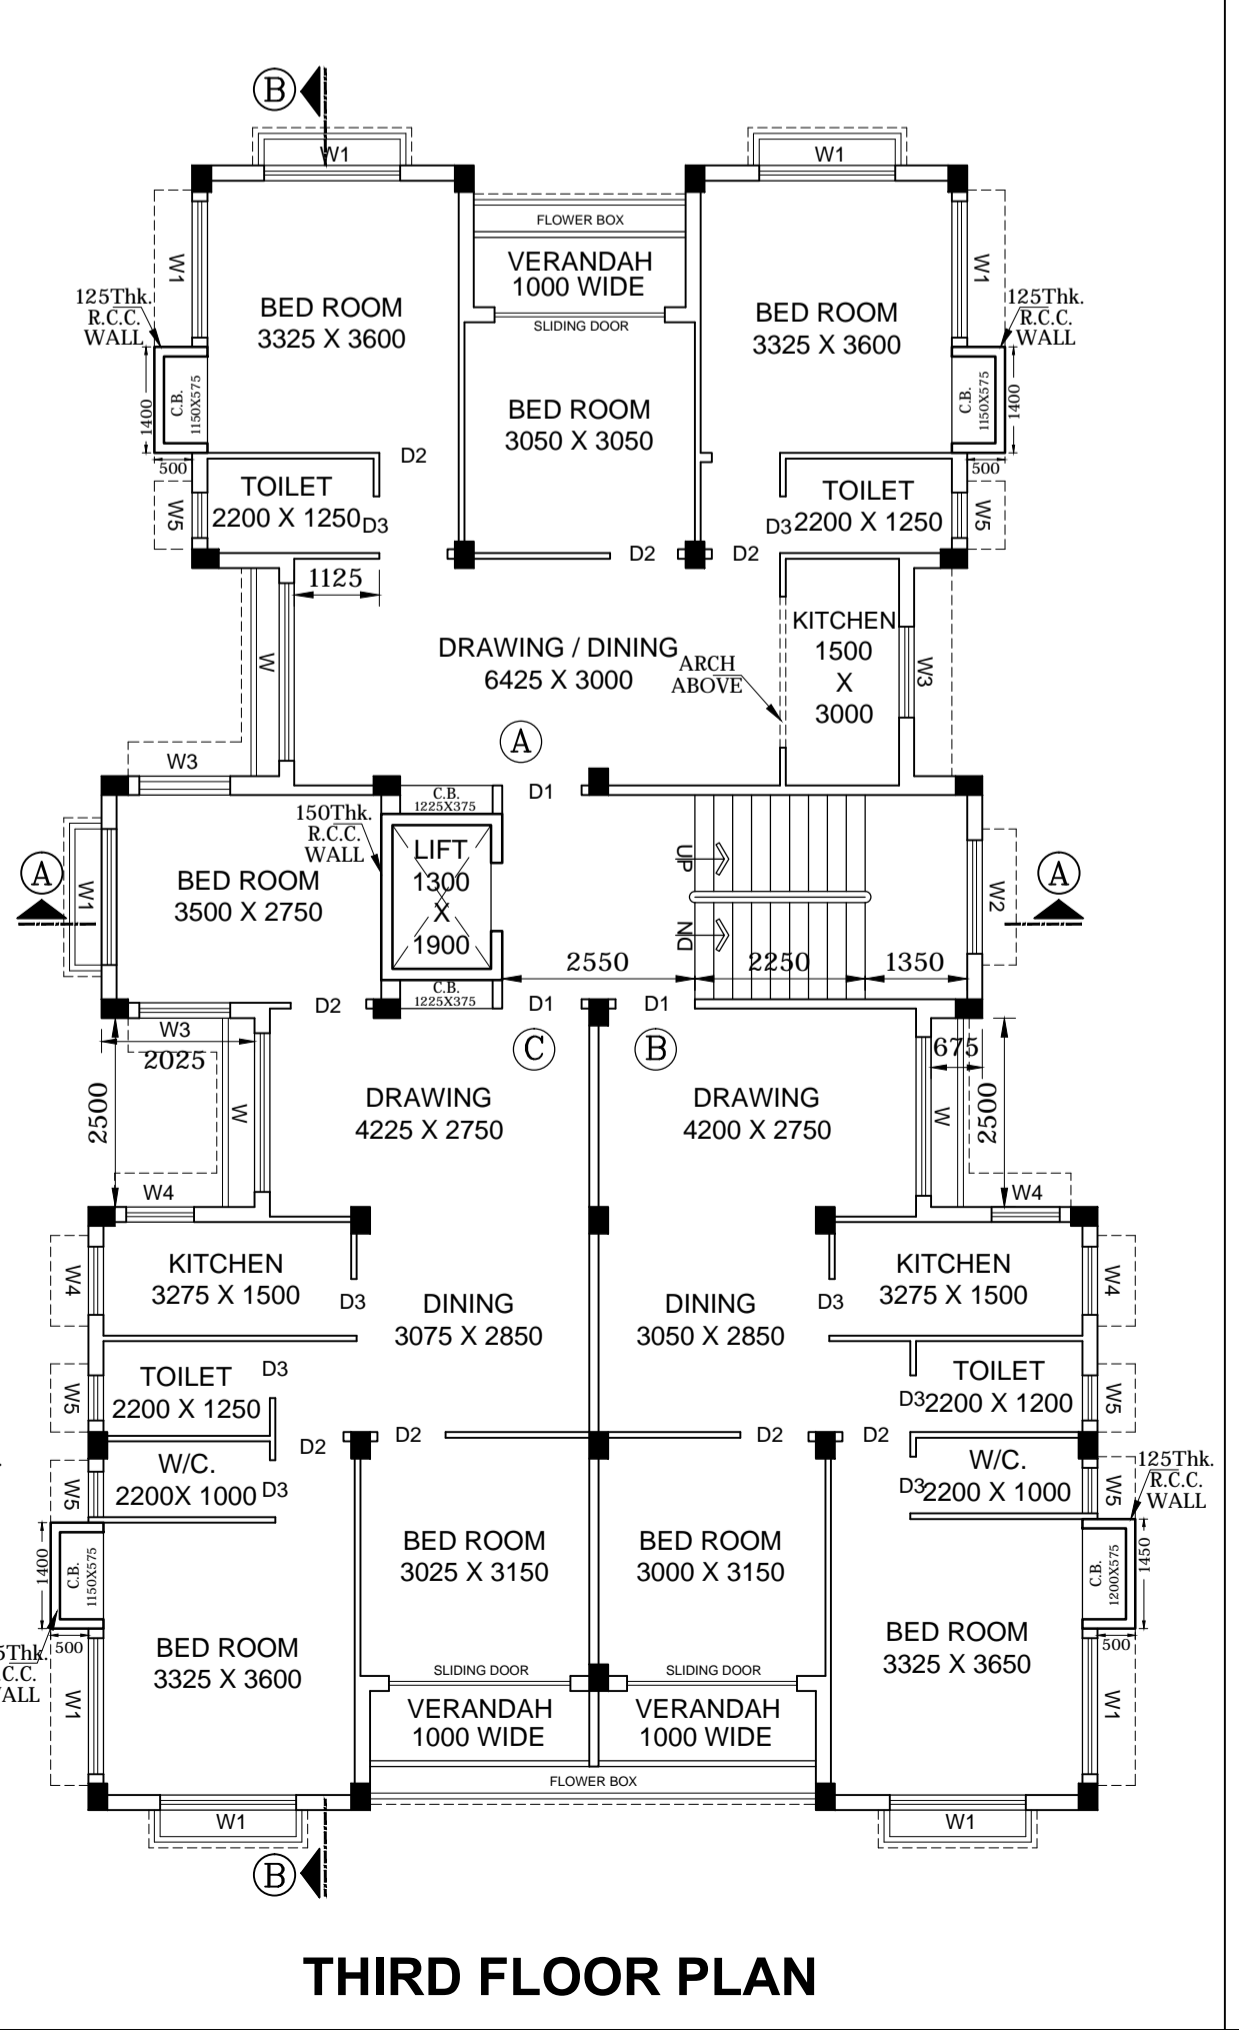 B
W1
W1
FLOWER BOX
VERANDAH
1000 WIDE
SLIDING DOOR
W1
W1
125Thk.
R.C.C.
WALL
BED ROOM
3325 X 3600
BED ROOM
3325 X 3600
125Thk.
R.C.C.
WALL
C.B.
1150X575
1400
500
BED ROOM
3050 X 3050
C.B.
1150X575
1400
500
D2
TOILET
2200 X 1250
D3
W5
TOILET
D3
2200 X 1250
W5
D2
D2
1125
W
DRAWING / DINING
6425 X 3000
ARCH
ABOVE
KITCHEN
1500
X
3000
W3
A
W3
C.B.
1225X375
D1
150Thk.
R.C.C.
WALL
LIFT
1300
X
1900
UP
DN
A
W1
BED ROOM
3500 X 2750
W2
A
2550
2250
1350
C.B.
1225X375
D2
D1
D1
W3
2025
C
B
675
2500
W
DRAWING
4225 X 2750
DRAWING
4200 X 2750
W
2500
W4
W4
KITCHEN
3275 X 1500
W4
D3
DINING
3075 X 2850
DINING
3050 X 2850
D3
KITCHEN
3275 X 1500
W4
TOILET
2200 X 1250
D3
W5
TOILET
D3
2200 X 1200
W5
D2
D2
D2
D2
W/C.
2200X 1000
D3
W5
W/C.
D3
2200 X 1000
W5
125Thk.
R.C.C.
WALL
C.B.
1150X575
1400
500
BED ROOM
3025 X 3150
BED ROOM
3000 X 3150
C.B.
1200X575
1450
500
5Thk.
.C.C.
ALL
BED ROOM
3325 X 3600
BED ROOM
3325 X 3650
SLIDING DOOR
SLIDING DOOR
W1
VERANDAH
1000 WIDE
VERANDAH
1000 WIDE
W1
FLOWER BOX
W1
W1
B
THIRD FLOOR PLAN